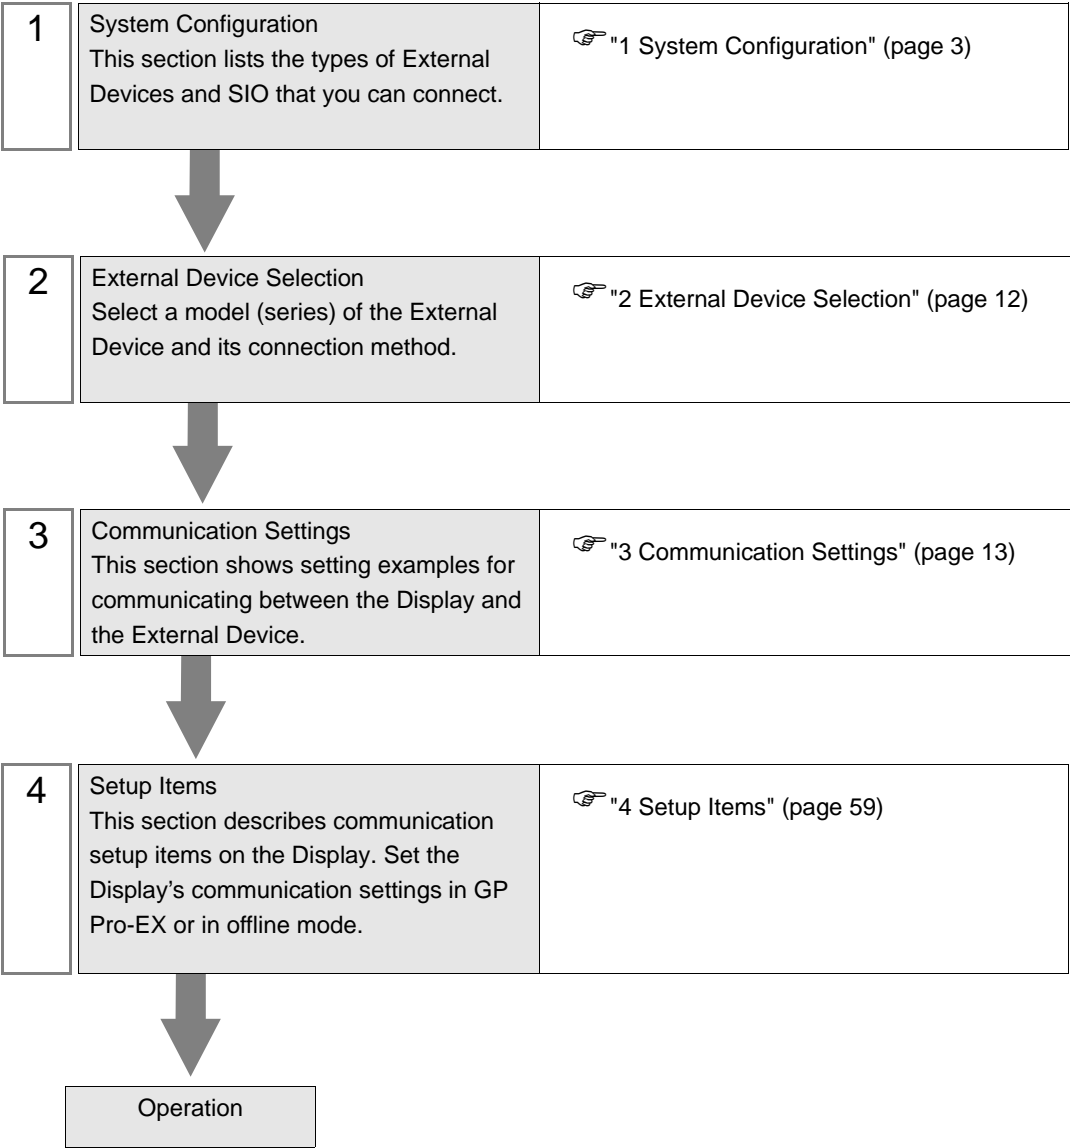 1
System Configuration
This section lists the types of External
Devices and SIO that you can connect.
"1 System Configuration" (page 3)
2
External Device Selection
Select a model (series) of the External
Device and its connection method.
"2 External Device Selection" (page 12)
3
Communication Settings
This section shows setting examples for
communicating between the Display and
the External Device.
"3 Communication Settings" (page 13)
4
Setup Items
This section describes communication
setup items on the Display. Set the
Display’s communication settings in GP
Pro-EX or in offline mode.
"4 Setup Items" (page 59)
Operation